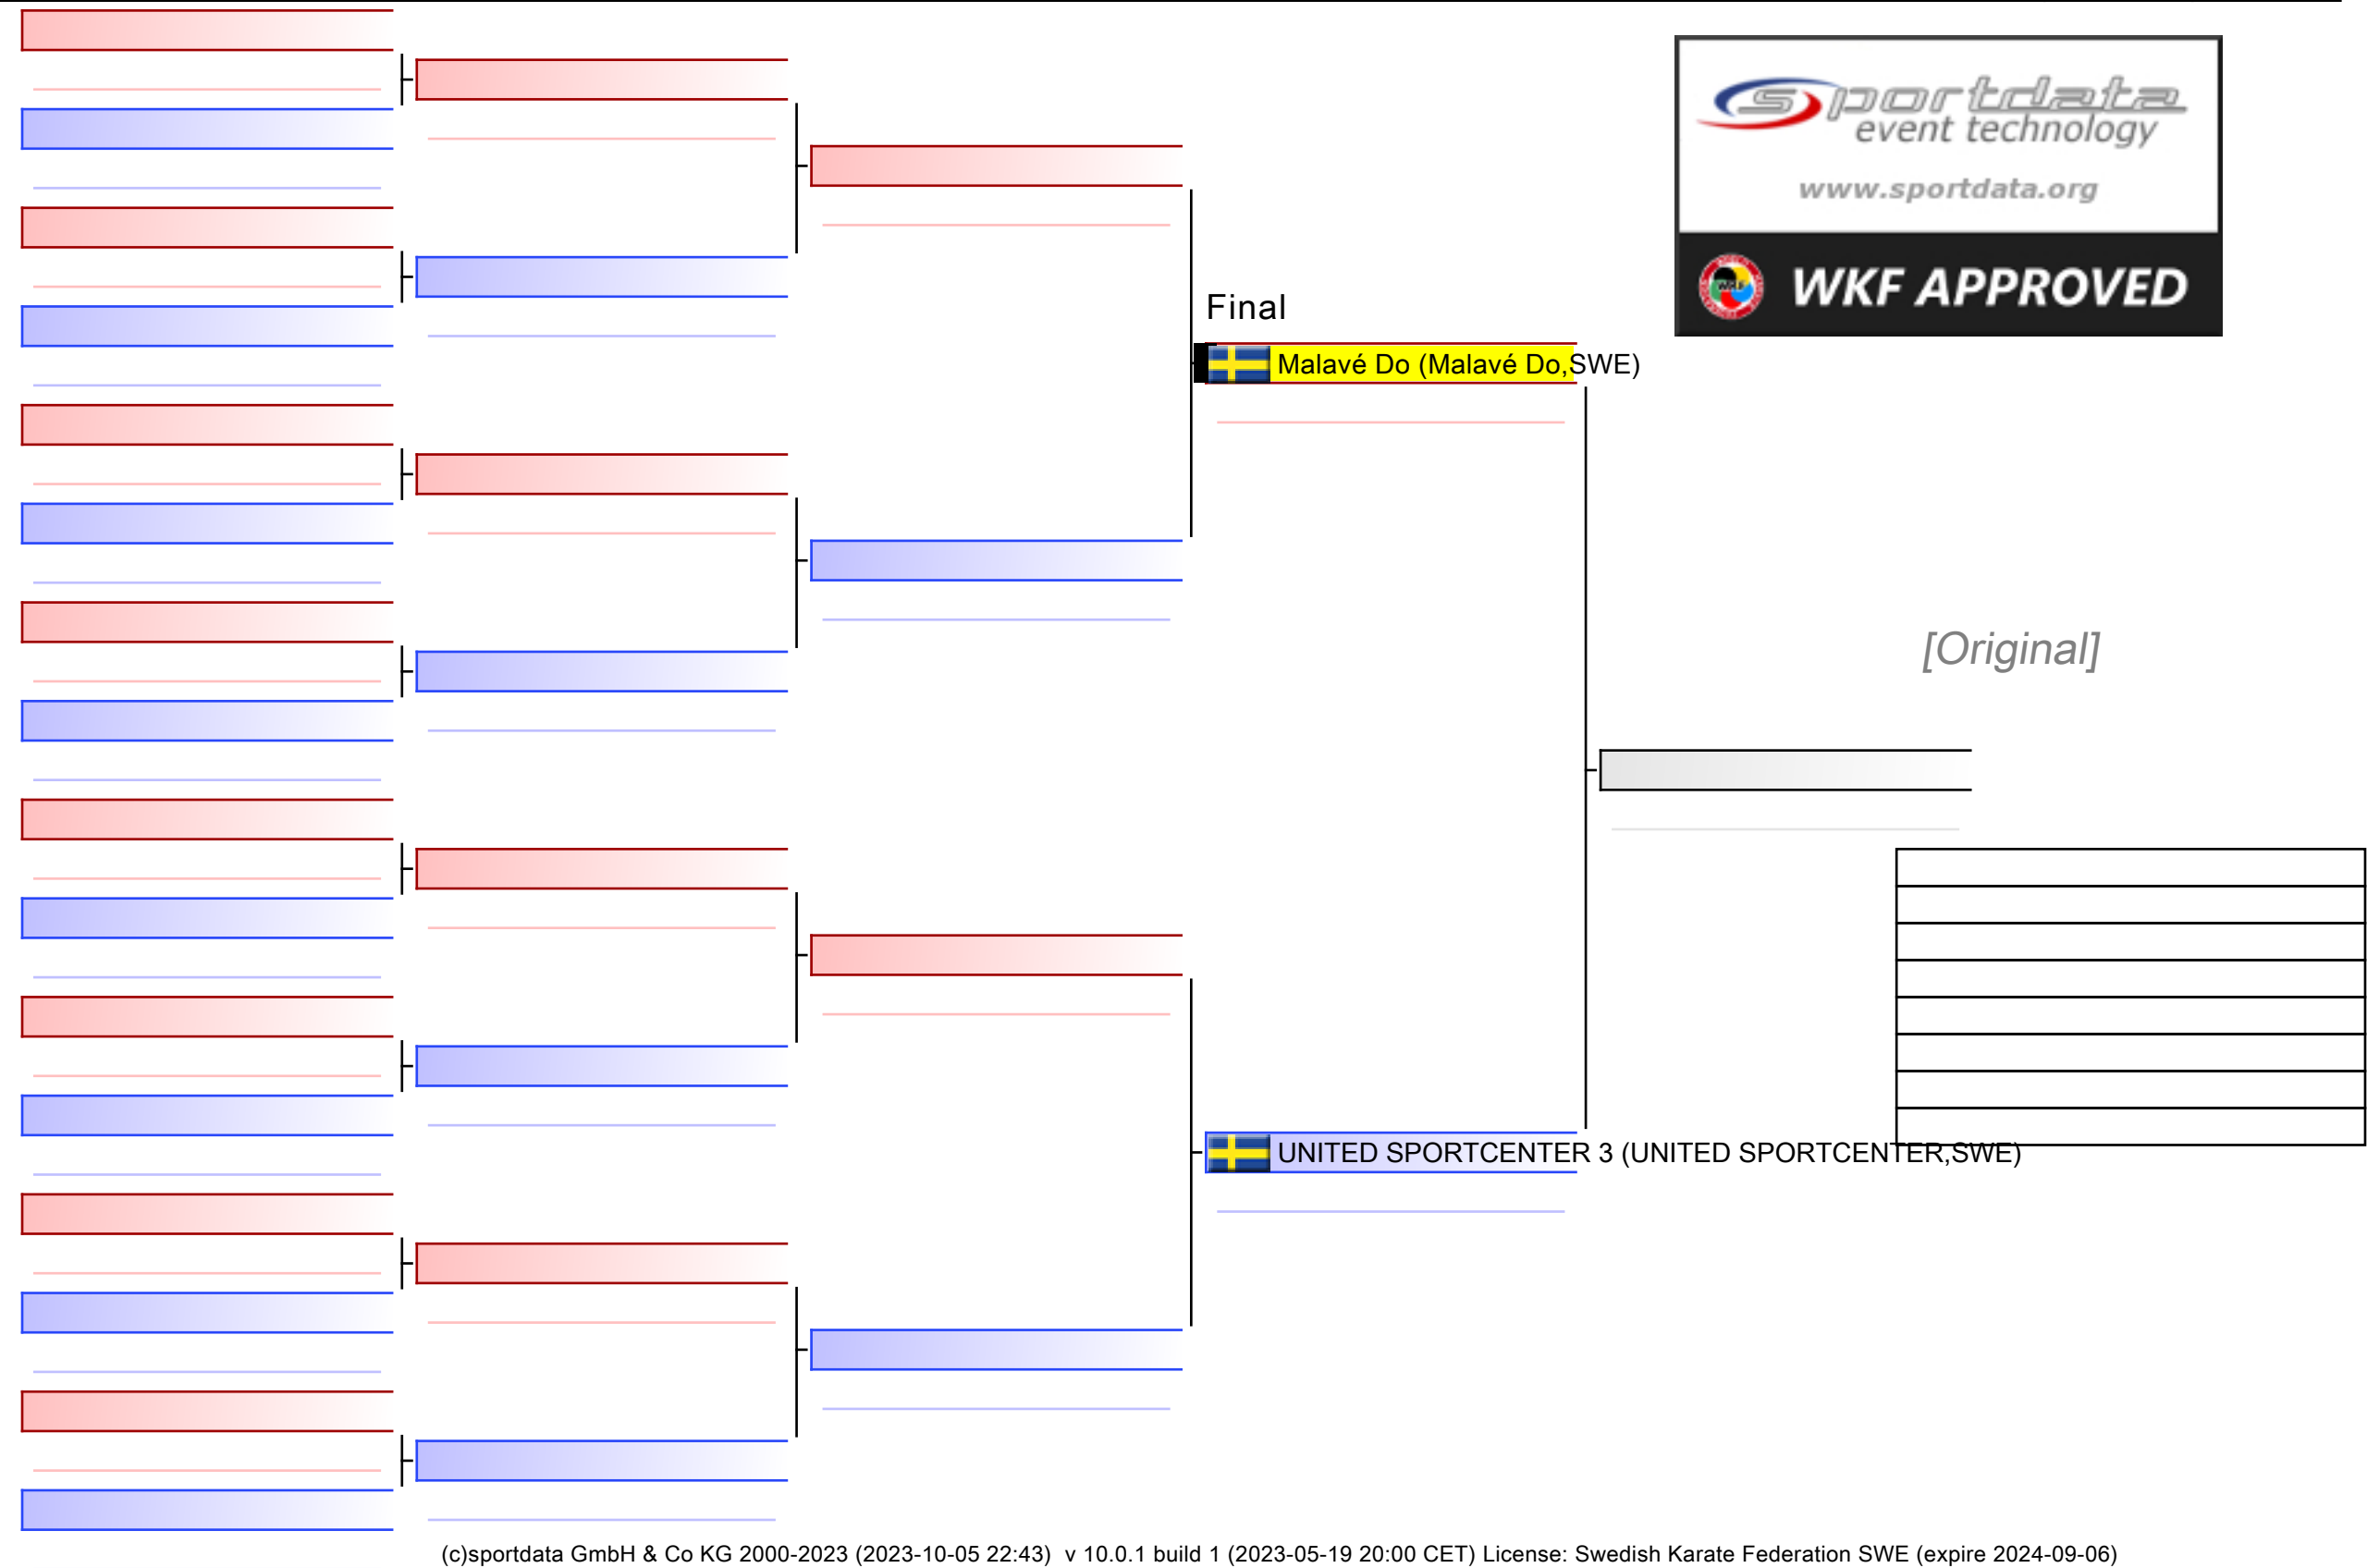 sportdata
event technology
www.sportdata.org
WKF
WKF APPROVED
Final
Malavé Do (Malavé Do,SWE)
[Original]
UNITED SPORTCENTER 3 (UNITED SPORTCENTER,SWE)
(c)sportdata GmbH & Co KG 2000-2023 (2023-10-05 22:43)  v 10.0.1 build 1 (2023-05-19 20:00 CET) License: Swedish Karate Federation SWE (expire 2024-09-06)